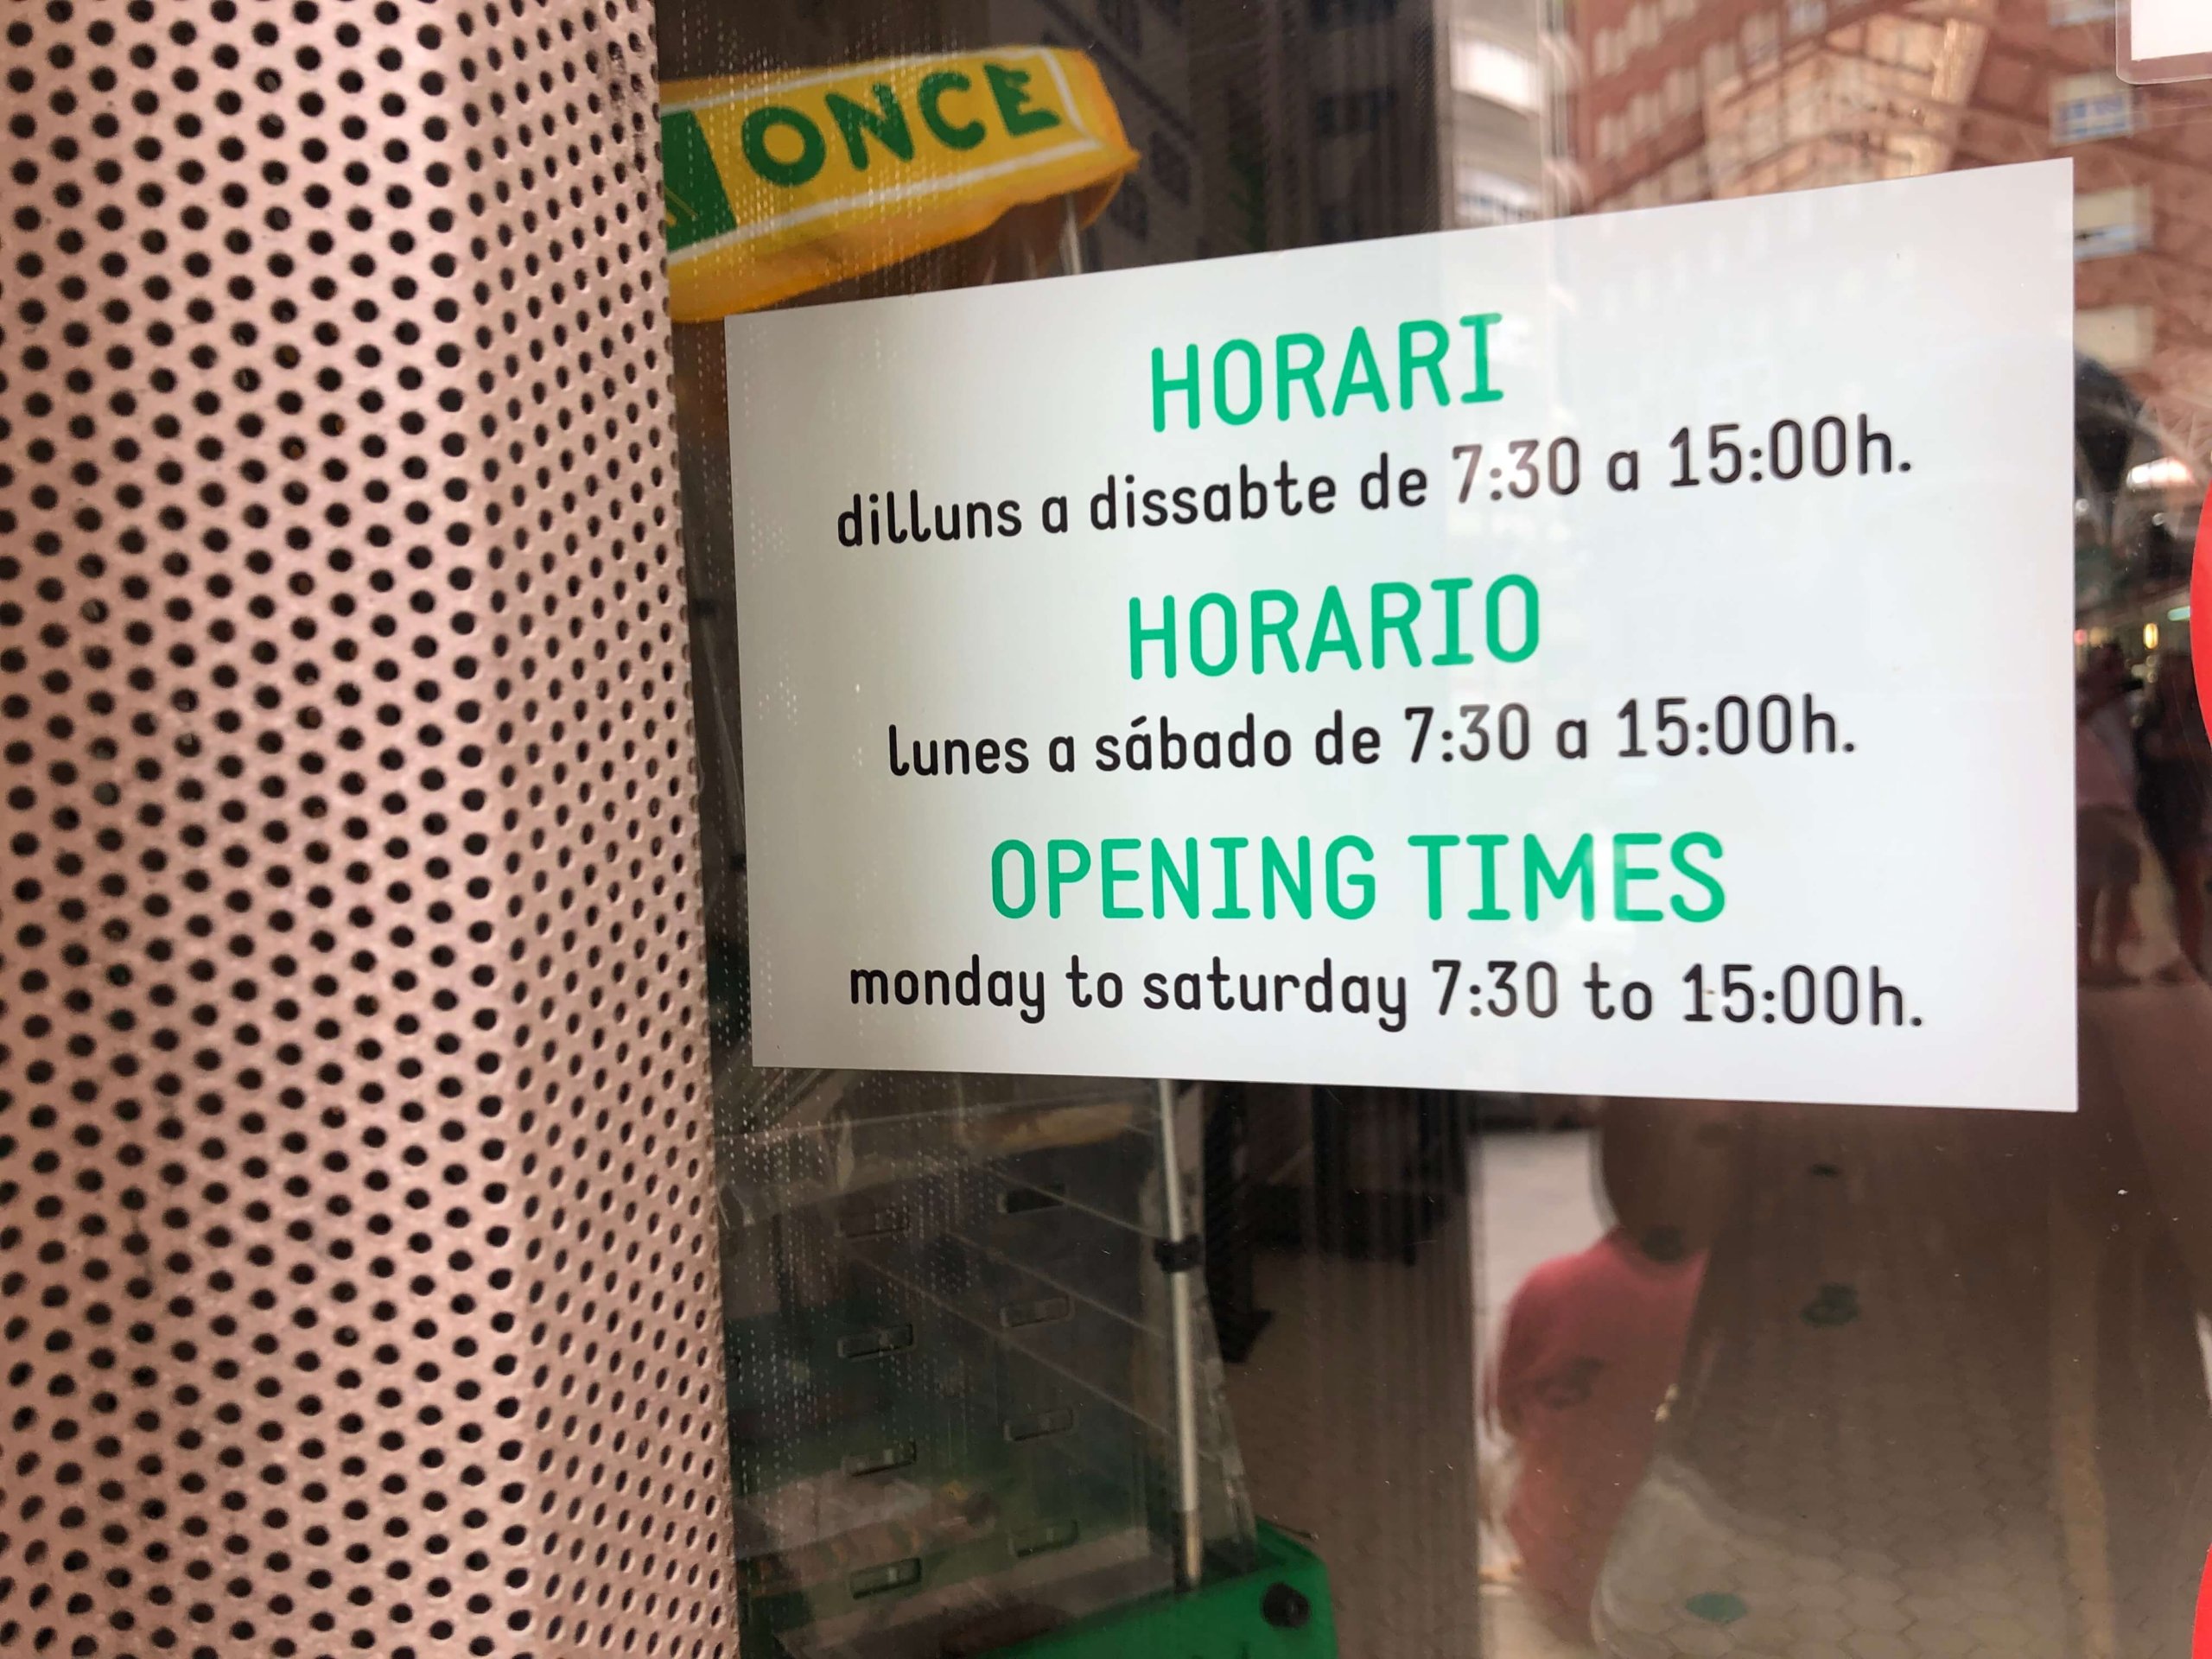 ONCE
HORARI
dilluns a dissabte de 7:30 a 15:00h.
HORARIO
lunes a sábado de 7:30 a 15:00h.
OPENING TIMES
monday to saturday 7:30 to 15:00h.